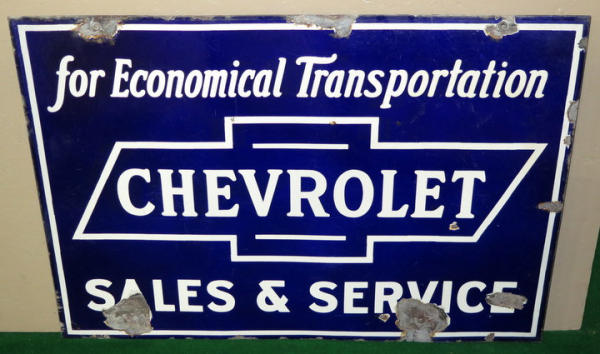 for Economical Transportation
CHEVROLET
SALES & SERVICE